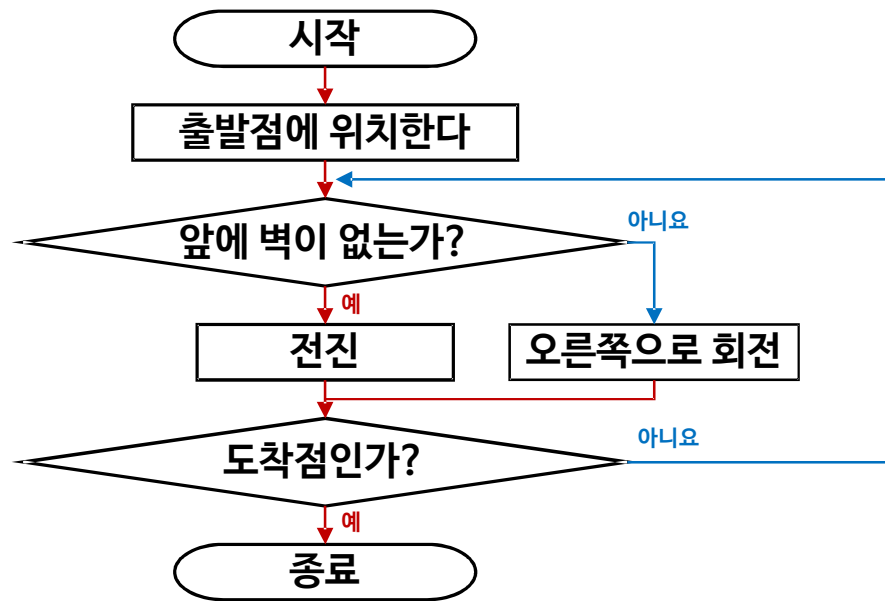 시작
출발점에 위치한다
앞에 벽이 없는가?
아니요
예
전진
오른쪽으로 회전
도착점인가?
아니요
예
종료